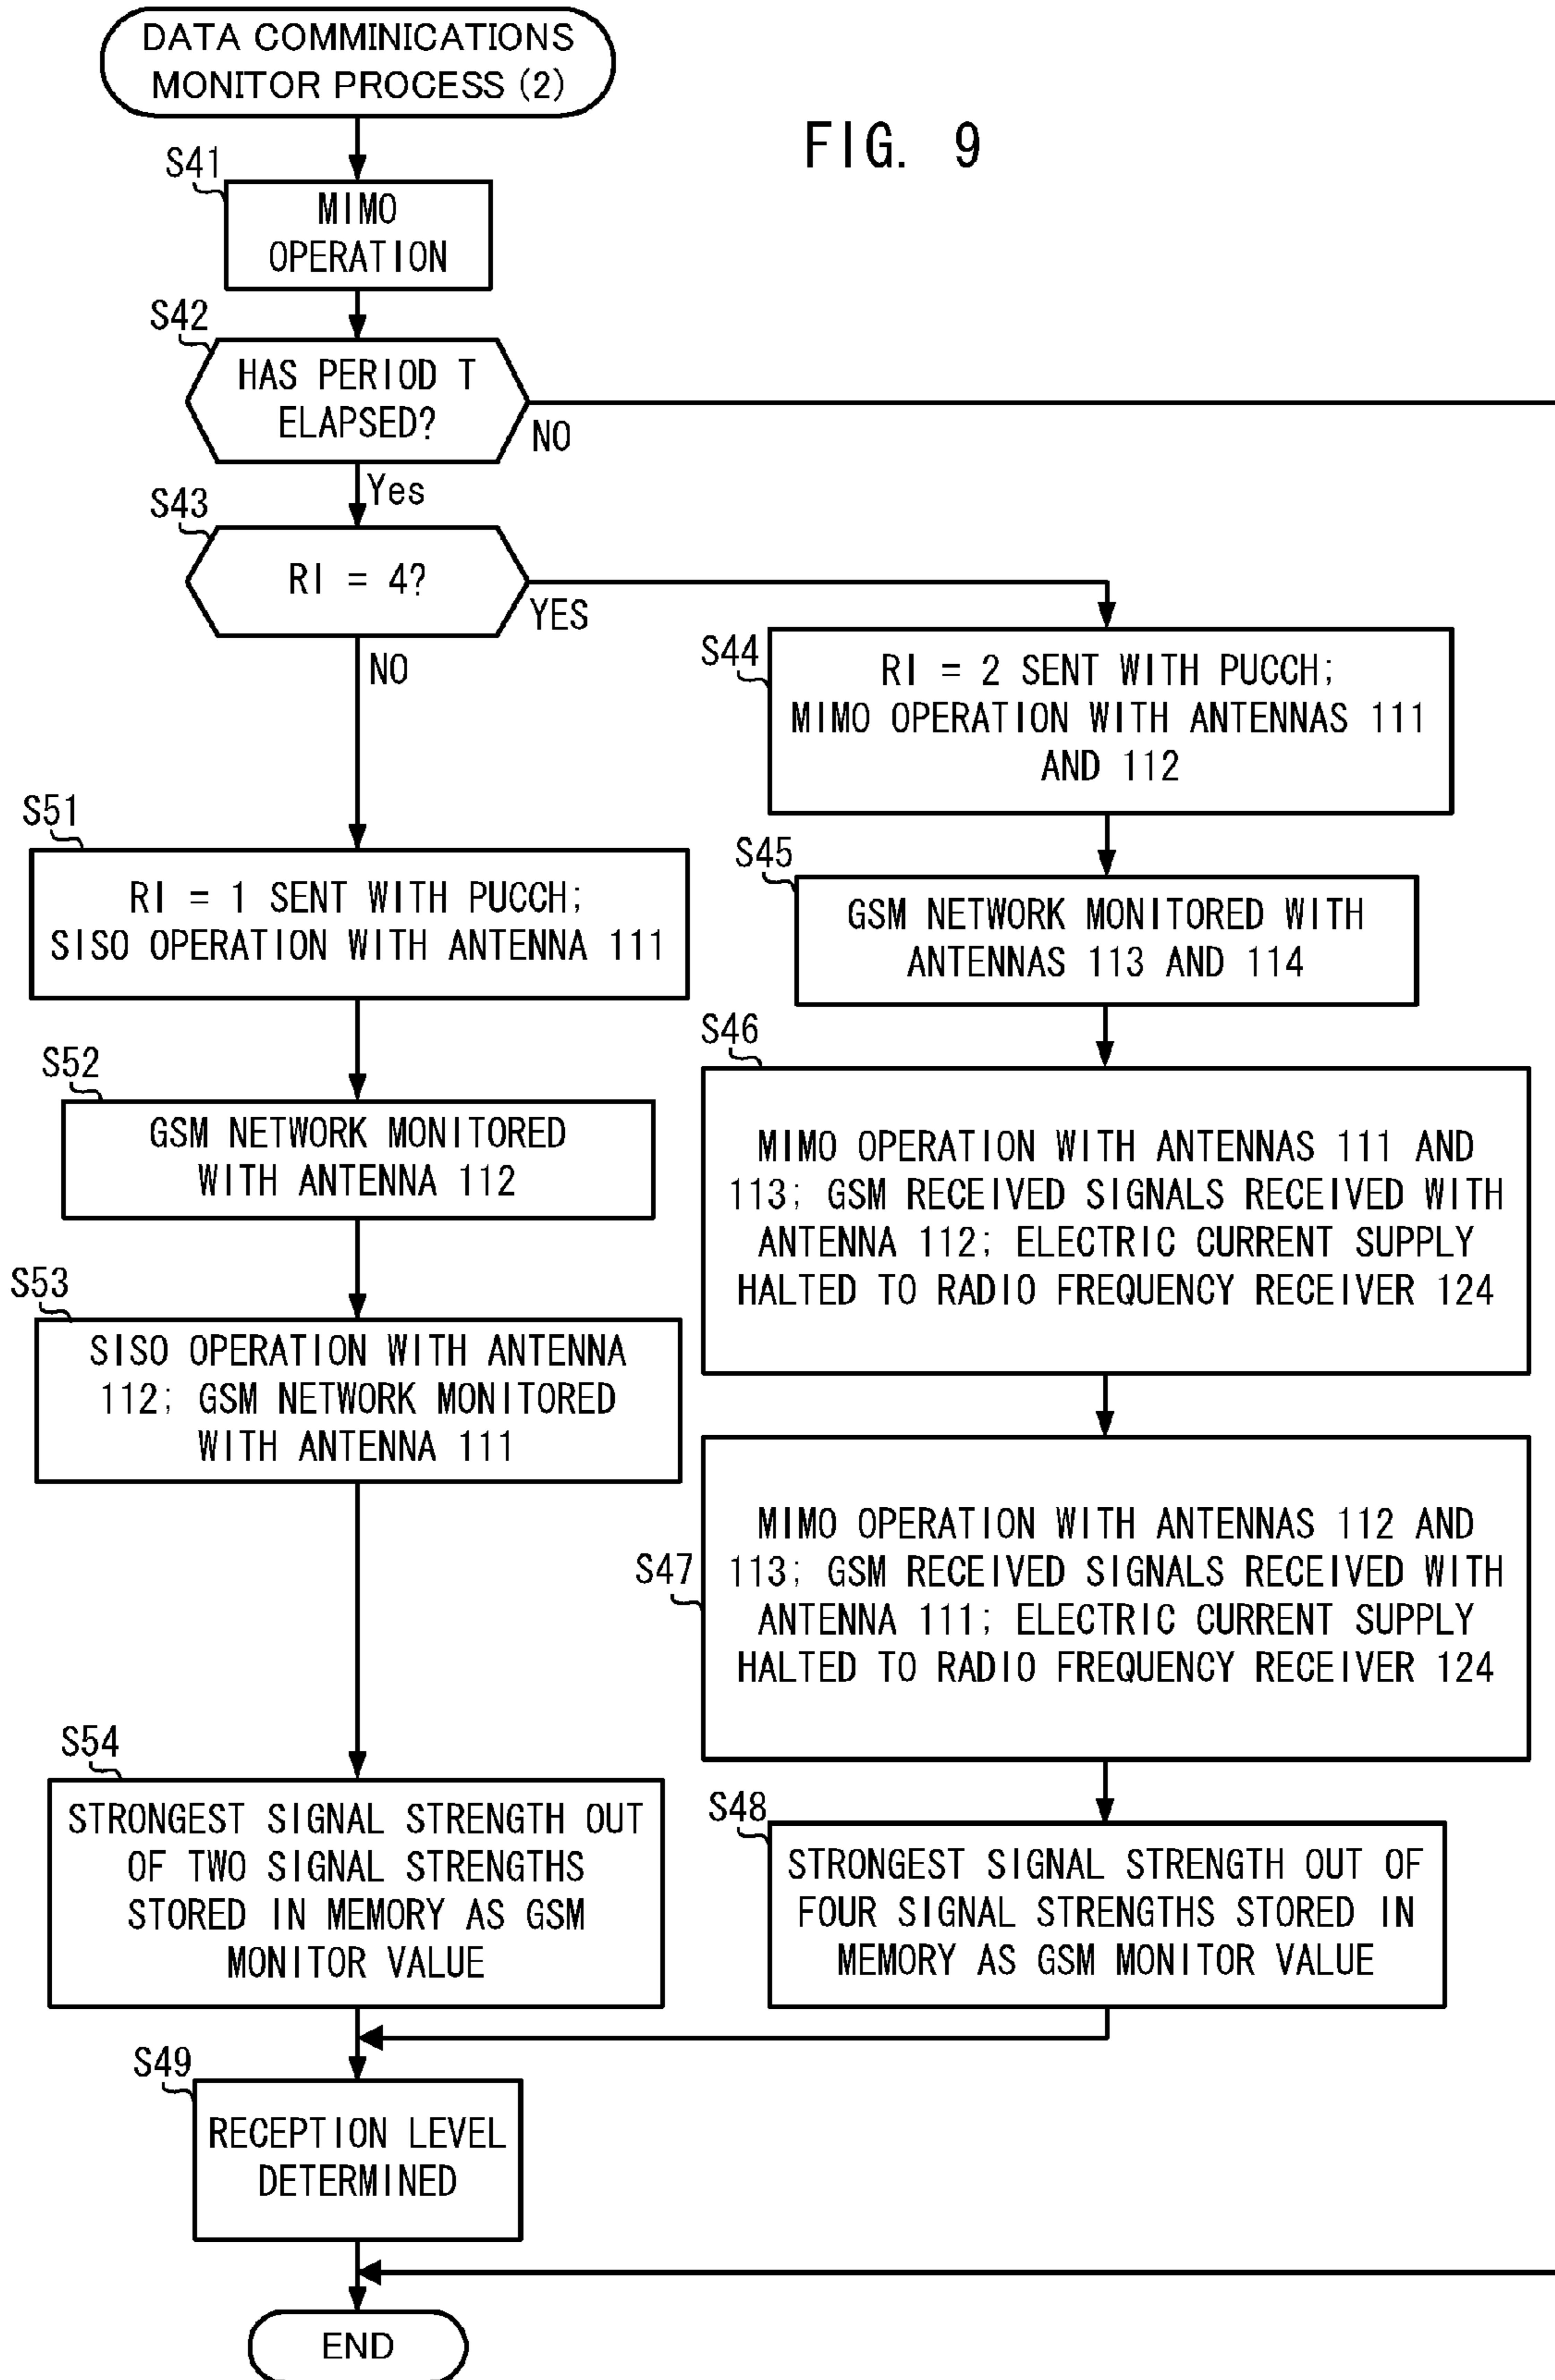 DATA COMMINICATIONS
MONITOR PROCESS (2)
FIG. 9
S41
MIMO
OPERATION
S42
HAS PERIOD T
ELAPSED?
NO
Yes
S43
RI = 4?
YES
NO
S44
RI = 2 SENT WITH PUCCH;
MIMO OPERATION WITH ANTENNAS 111
AND 112
S45
GSM NETWORK MONITORED WITH
ANTENNAS 113 AND 114
S46
MIMO OPERATION WITH ANTENNAS 111 AND
113; GSM RECEIVED SIGNALS RECEIVED WITH
ANTENNA 112; ELECTRIC CURRENT SUPPLY
HALTED TO RADIO FREQUENCY RECEIVER 124
S47
MIMO OPERATION WITH ANTENNAS 112 AND
113; GSM RECEIVED SIGNALS RECEIVED WITH
ANTENNA 111; ELECTRIC CURRENT SUPPLY
HALTED TO RADIO FREQUENCY RECEIVER 124
S48
STRONGEST SIGNAL STRENGTH OUT OF
FOUR SIGNAL STRENGTHS STORED IN
MEMORY AS GSM MONITOR VALUE
S51
RI = 1 SENT WITH PUCCH;
SISO OPERATION WITH ANTENNA 111
S52
GSM NETWORK MONITORED
WITH ANTENNA 112
S53
SISO OPERATION WITH ANTENNA
112; GSM NETWORK MONITORED
WITH ANTENNA 111
S54
STRONGEST SIGNAL STRENGTH OUT
OF TWO SIGNAL STRENGTHS
STORED IN MEMORY AS GSM
MONITOR VALUE
S49
RECEPTION LEVEL
DETERMINED
END